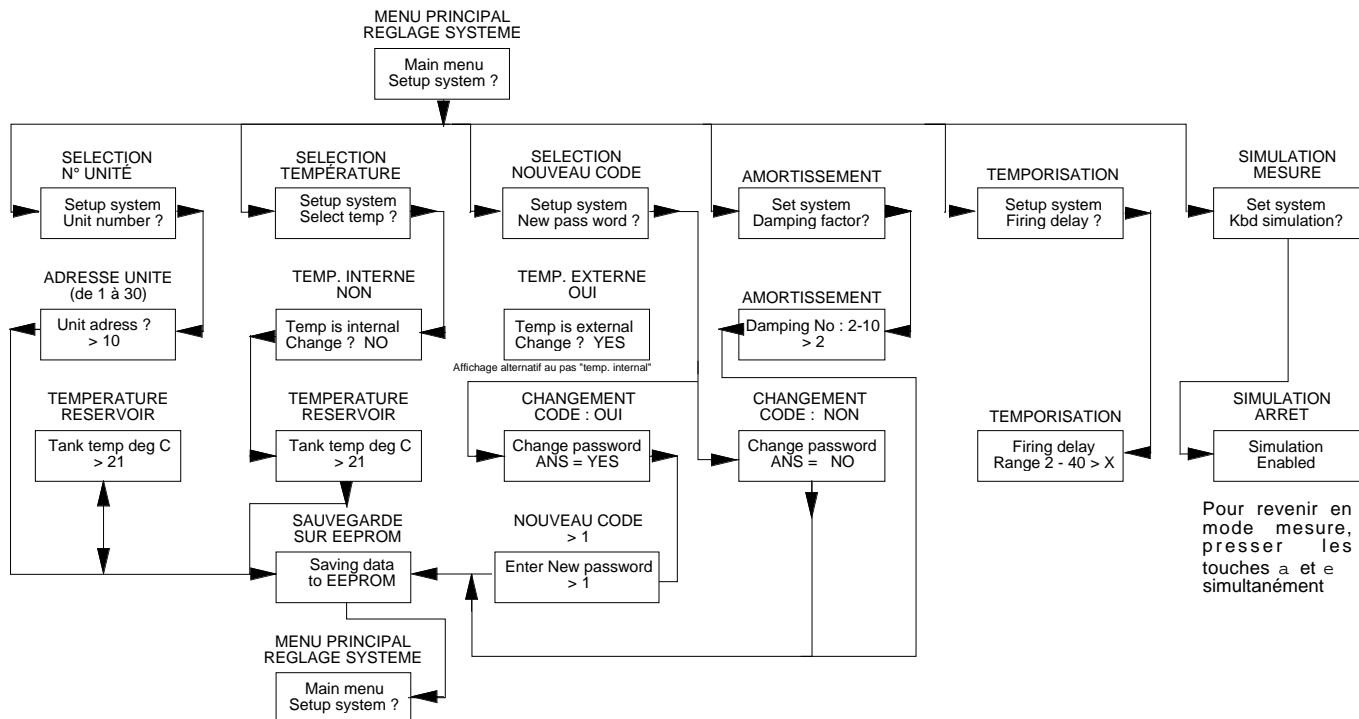 MENU PRINCIPAL
REGLAGE SYSTEME
Main menu
Setup system ?
SELECTION
N° UNITÉ
Setup system
Unit number ?
SELECTION
TEMPÉRATURE
Setup system
Select temp ?
SELECTION
NOUVEAU CODE
Setup system
New pass word ?
AMORTISSEMENT
Set system
Damping factor?
TEMPORISATION
Setup system
Firing delay ?
SIMULATION
MESURE
Set system
Kbd simulation?
ADRESSE UNITE
(de 1 à 30)
Unit adress ?
> 10
TEMP. INTERNE
NON
Temp is internal
Change ? NO
TEMP. EXTERNE
OUI
Temp is external
Change ? YES
Affichage alternatif au pas "temp. internal"
AMORTISSEMENT
Damping No : 2-10
> 2
TEMPERATURE
RESERVOIR
Tank temp deg C
> 21
TEMPERATURE
RESERVOIR
Tank temp deg C
> 21
CHANGEMENT
CODE : OUI
Change password
ANS = YES
CHANGEMENT
CODE : NON
Change password
ANS = NO
TEMPORISATION
Firing delay
Range 2 - 40 > X
SIMULATION
ARRET
Simulation
Enabled
Pour revenir en
mode mesure,
presser les
touches a et e
simultanément
SAUVEGARDE
SUR EEPROM
Saving data
to EEPROM
NOUVEAU CODE
> 1
Enter New password
> 1
MENU PRINCIPAL
REGLAGE SYSTEME
Main menu
Setup system ?